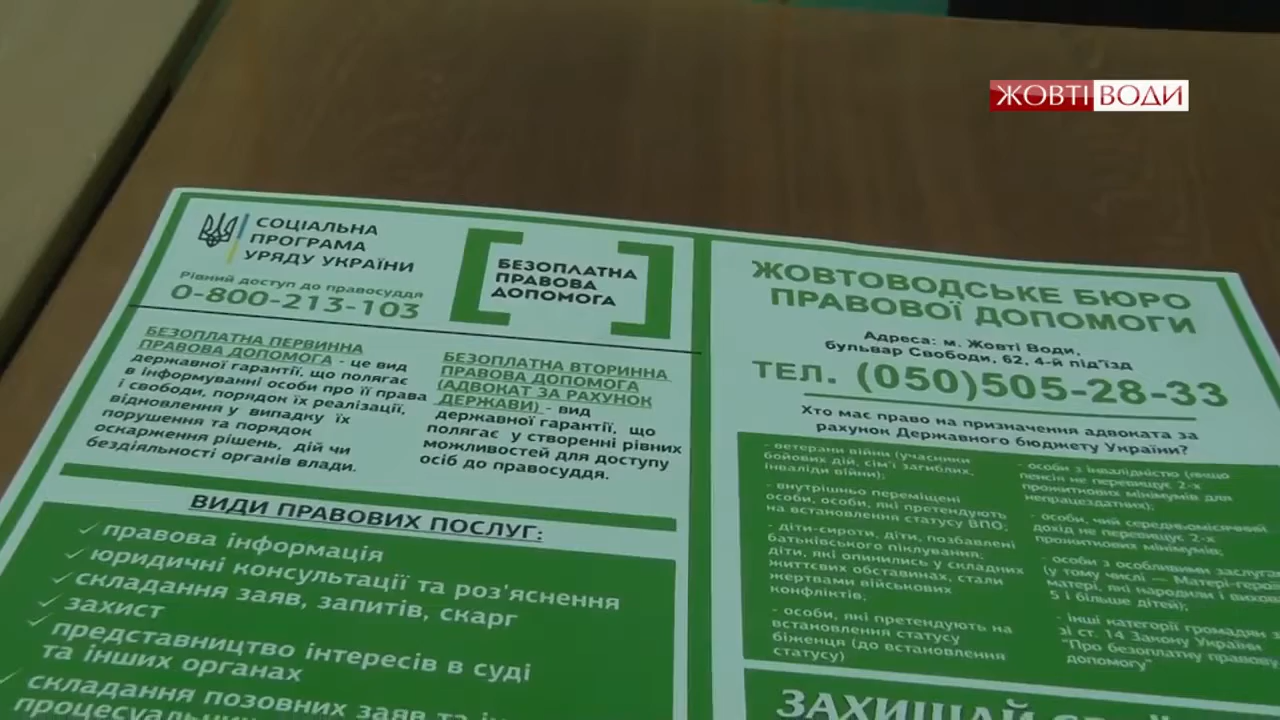 ЖОВТІ ВОДИ
СОЦІАЛЬНА
ПРОГРАМА
УРЯДУ УКРАЇНИ
Рівний доступ до правосуддя
0-800-213-103
БЕЗОПЛАТНА
ПРАВОВА
ДОПОМОГА
БЕЗОПЛАТНА ПЕРВИННА
ПРАВОВА ДОПОМОГА - це вид
державної гарантії, що полягає
в інформуванні особи про її права
і свободи, порядок їх реалізації,
відновлення у випадку їх
порушення та порядок
оскарження рішень, дій чи
бездіяльності органів влади.
БЕЗОПЛАТНА ВТОРИННА
ПРАВОВА ДОПОМОГА
(АДВОКАТ ЗА РАХУНОК
ДЕРЖАВИ) - вид
державної гарантії, що
полягає у створенні рівних
можливостей для доступу
осіб до правосуддя.
ВИДИ ПРАВОВИХ ПОСЛУГ:
правова інформація
юридичні консультації та роз'яснення
складання заяв, запитів, скарг
захист
представництво інтересів в суді
та інших органах
складання позовних заяв та
ЖОВТОВОДСЬКЕ БЮРО
ПРАВОВОЇ ДОПОМОГИ
Адреса: м. Жовті Води,
бульвар Свободи, 62, 4-й під'їзд
ТЕЛ. (050)505-28-33
Хто має право на призначення адвоката за
рахунок Державного бюджету України?
- ветерани війни (учасники
бойових дій, сім'ї загиблих,
інваліди війни);
- внутрішньо переміщені
особи, особи, які претендують
на встановлення статусу ВПО;
- діти-сироти, діти, позбавлені
батьківського піклування;
діти, які опинились у складних
життєвих обставинах, стали
жертвами військових
конфліктів;
- особи, які претендують на
встановлення статусу
біженця (до встановлення
статусу)
- особи з інвалідністю (якщо
пенсія не перевищує 2-х
прожиткових мінімумів для
непрацездатних);
- особи, чий середньомісячний
дохід не перевищує 2-х
прожиткових мінімумів;
- особи з особливими заслугам
(у тому числі — Матері-герої
матері, які народили і вихов
5 і більше дітей);
- інші категорії громадян з
зі ст. 14 Закону України
"Про безоплатну правову
допомогу"
ЗАХИЩАЙ